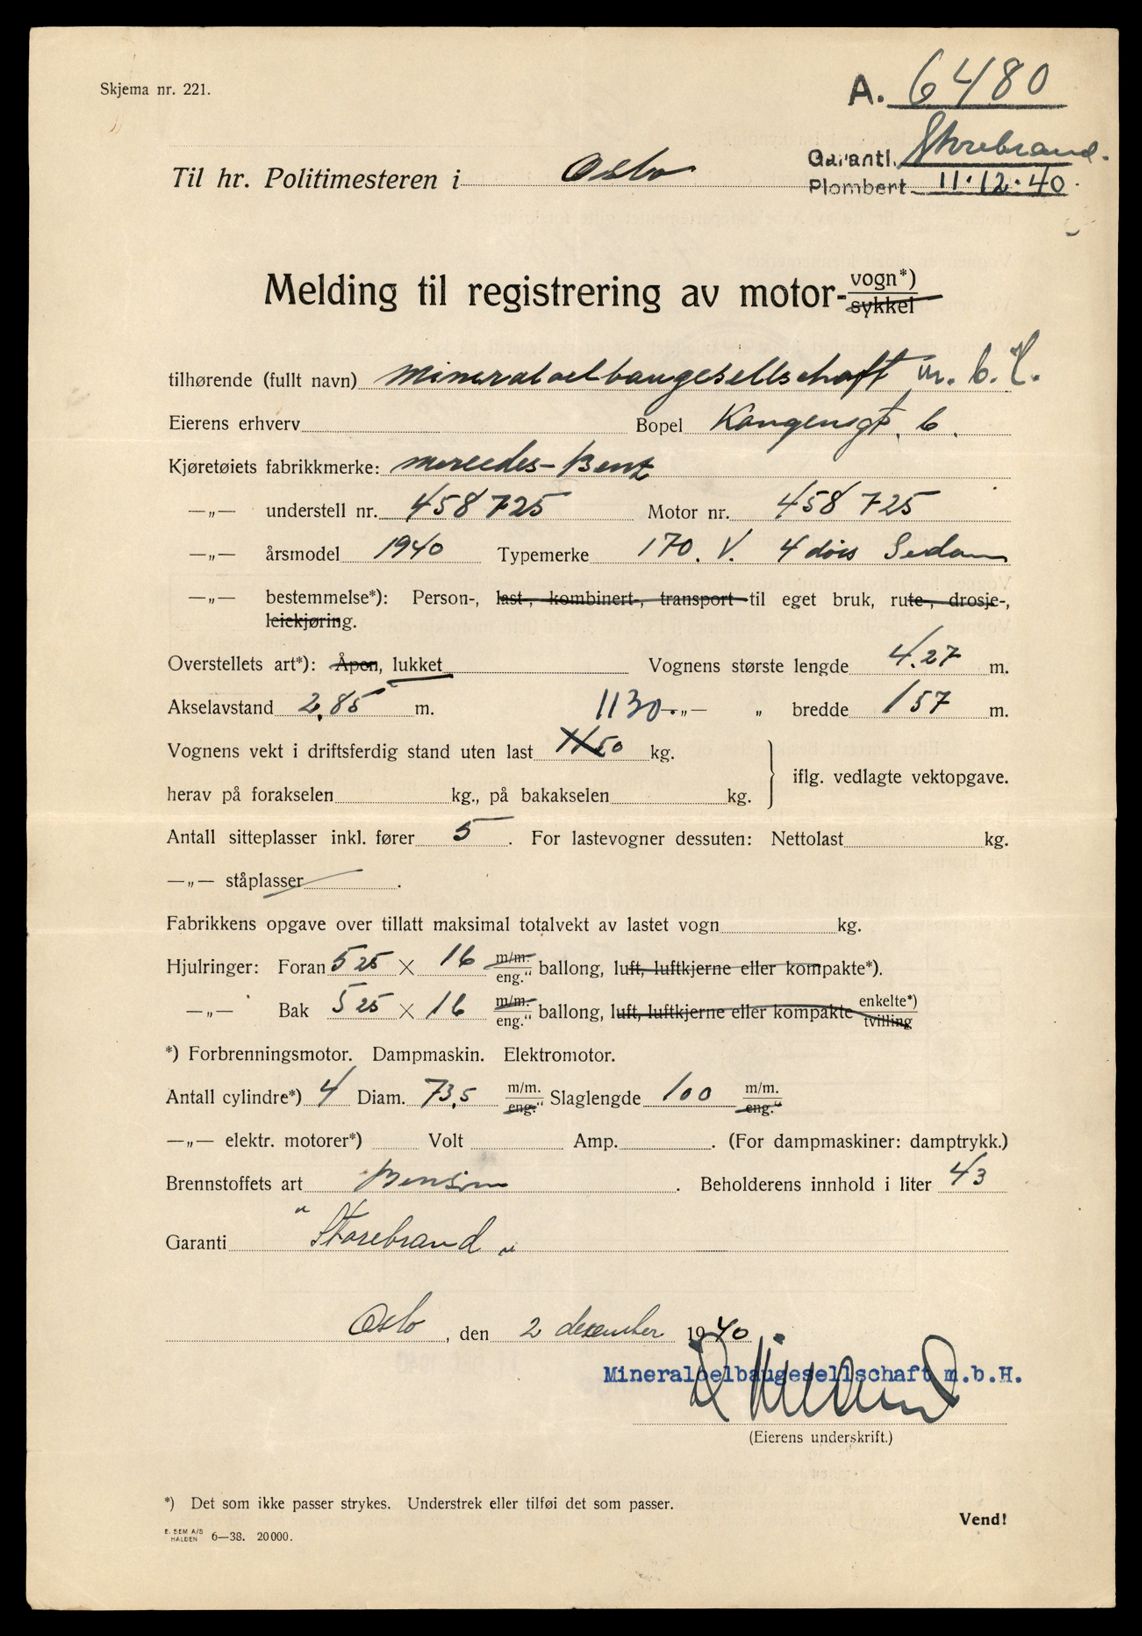 Skjema nr. 221.
A. 6480
Garanti. Storebrand.
Plombert 11.12.40.
Til hr. Politimesteren i Oslo
Melding til registrering av motor- vogn*) sykkel
tilhørende (fullt navn) Mineraloelbaugesellschaft m.b.H.
Eierens erhverv Bopel Kongensgt. 6.
Kjøretøiets fabrikkmerke: Mercedes-Benz
—„— understell nr. 458725 Motor nr. 458725
—„— årsmodel 1940 Typemerke 170. V. 4 dørs Sedan
—„— bestemmelse*): Person-, last-, kombinert-, transport- til eget bruk, rute-, drosje-,
leiekjøring.
Overstellets art*): Åpen, lukket Vognens største lengde 4.27 m.
Akselavstand 2,85 m. 1130 —„— „ bredde 157 m.
Vognens vekt i driftsferdig stand uten last 1150 kg.
iflg. vedlagte vektopgave.
herav på forakselen kg., på bakakselen kg.
Antall sitteplasser inkl. fører 5. For lastevogner dessuten: Nettolast kg.
—„— ståplasser .
Fabrikkens opgave over tillatt maksimal totalvekt av lastet vogn kg.
Hjulringer: Foran 525 × 16 m/m. eng." ballong, luft, luftkjerne eller kompakte*).
—„— Bak 525 × 16 m/m. eng." ballong, luft, luftkjerne eller kompakte enkelte*) tvilling
*) Forbrenningsmotor. Dampmaskin. Elektromotor.
Antall cylindre*) 4 Diam. 73,5 m/m. eng." Slaglengde 100 m/m. eng."
—„— elektr. motorer*) Volt Amp. . (For dampmaskiner: damptrykk.)
Brennstoffets art Bensin . Beholderens innhold i liter 43
Garanti "Storebrand"
Oslo, den 2 desember 1940
Mineraloelbaugesellschaft m.b.H.
(Eierens underskrift.)
*) Det som ikke passer strykes. Understrek eller tilføi det som passer.
Vend!
E. SEM A/S HALDEN 6—38. 20000.